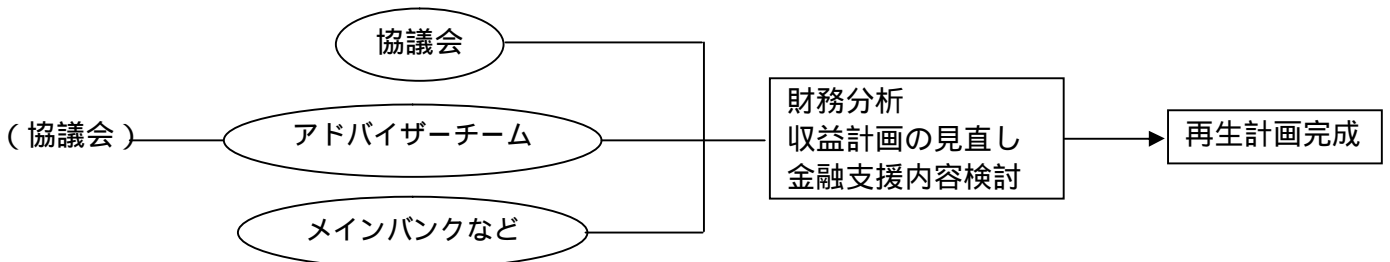 協議会
(協議会)
アドバイザーチーム
メインバンクなど
財務分析
収益計画の見直し
金融支援内容検討
再生計画完成